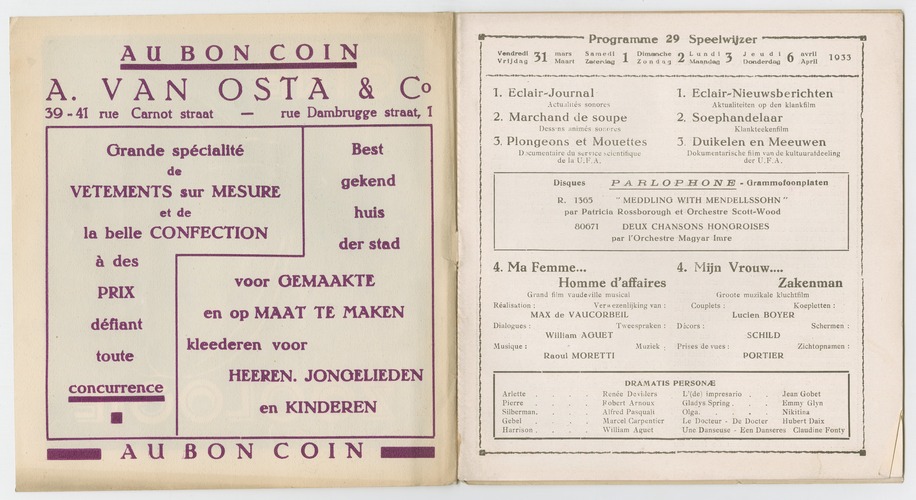 AU BON COIN
A. VAN OSTA & Co
39-41 rue Carnot straat — rue Dambrugge straat, 1
Grande spécialité
de
VETEMENTS sur MESURE
et de
la belle CONFECTION
à des
PRIX
défiant
toute
concurrence
Best
gekend
huis
der stad
voor GEMAAKTE
en op MAAT TE MAKEN
kleederen voor
HEEREN. JONGELIEDEN
en KINDEREN
AU BON COIN
Programme 29 Speelwijzer
Vendredi 31 mars Samedi 1 Dimanche 2 Lundi 3 Jeudi 6 avril 1933
Vrijdag Maart Zaterdag Zondag Maandag Donderdag April
1. Eclair-Journal
Actualités sonores
2. Marchand de soupe
Dessins animés sonores
3. Plongeons et Mouettes
Documentaire du service scientifique
de la U.F.A.
1. Eclair-Nieuwsberichten
Aktualiteiten op den klankfilm
2. Soephandelaar
Klankteekenfilm
3. Duikelen en Meeuwen
Dokumentarische film van de kultuurafdeeling
der U.F.A.
Disques PARLOPHONE - Grammofoonplaten
R. 1365 "MEDDLING WITH MENDELLSSOHN"
par Patricia Rossborough et Orchestre Scott-Wood
80671 DEUX CHANSONS HONGROISES
par l'Orchestre Magyar Imre
4. Ma Femme...
Homme d'affaires
Grand film vaudeville musical
4. Mijn Vrouw....
Zakenman
Groote muzikale kluchtfilm
Réalisation : Verwezenlijking van : Couplets : Koepletten :
MAX de VAUCORBEIL Lucien BOYER
Dialogues : Tweespraken : Décors : Schermen :
William AGUET SCHILD
Musique : Muziek : Prises de vues : Zichtopnamen :
Raoul MORETTI PORTIER
DRAMATIS PERSONÆ
Arlette . . . . . Renée Devillers L'(de) impresario . . Jean Gobet
Pierre . . . . . Robert Arnoux Gladys Spring . . . Emmy Glyn
Silberman. . . . . Alfred Pasquali Olga. . . . . Nikitina
Gebel . . . . . Marcel Carpentier Le Docteur - De Docter Hubert Daix
Harrison . . . . . William Aguet Une Danseuse - Een Danseres Claudine Fonty